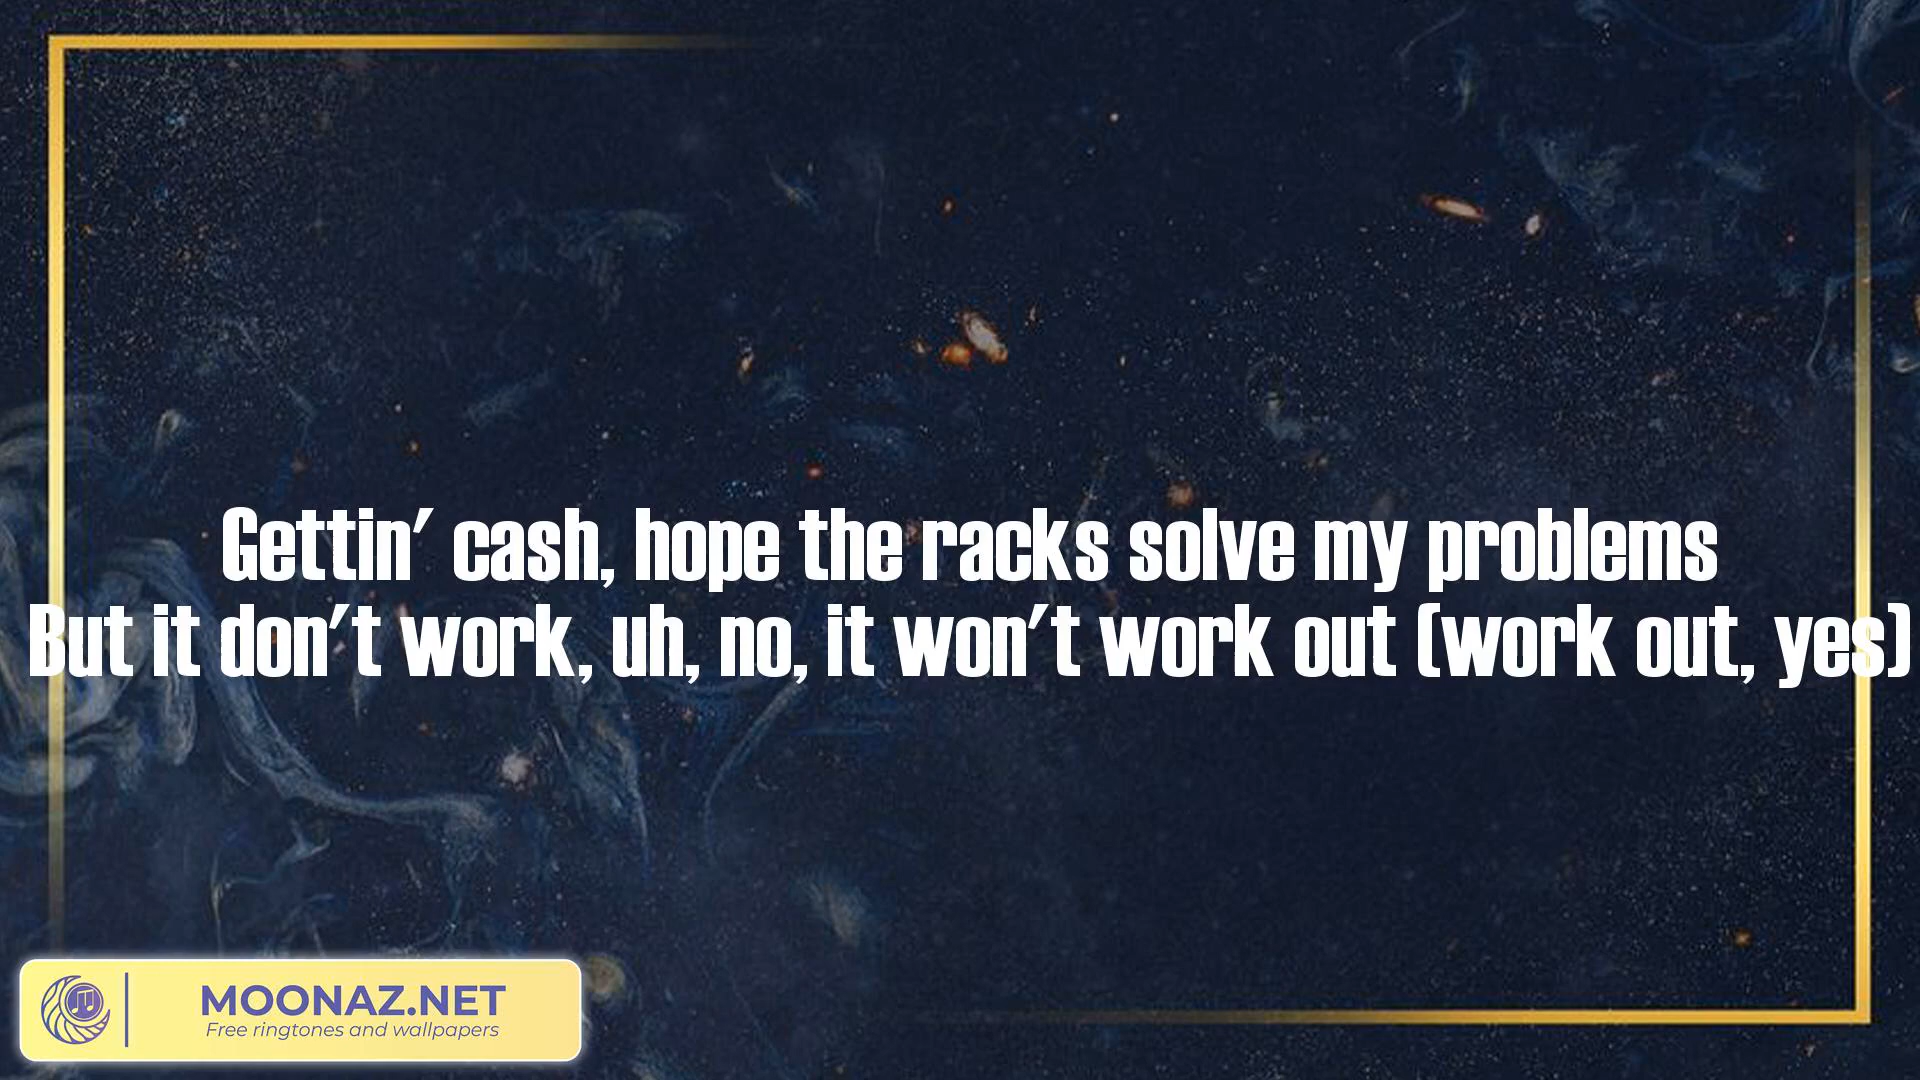 Gettin' cash, hope the racks solve my problems
But it don't work, uh, no, it won't work out (work out, yes)
MOONAZ.NET
Free ringtones and wallpapers